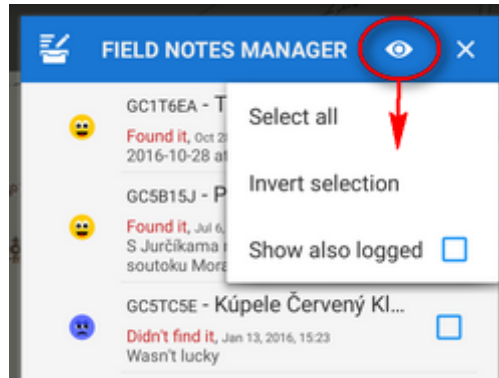 FIELD NOTES MANAGER
GC1T6EA - T
Found it, Oct 2
2016-10-28 at
Select all
GC5B15J - P
Found it, Jul 6,
S Jurčíkama
soutoku Mora
Invert selection
Show also logged
GC5TC5E - Kúpele Červený Kl...
Didn't find it, Jan 13, 2016, 15:23
Wasn't lucky